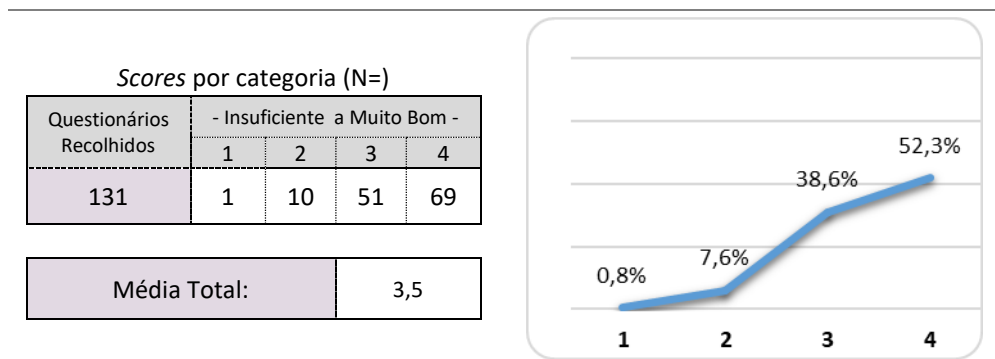 Scores por categoria (N=)
Questionários Recolhidos
- Insuficiente a Muito Bom -
1 2 3 4
131 1 10 51 69
Média Total: 3,5
52,3%
38,6%
7,6%
0,8%
1 2 3 4